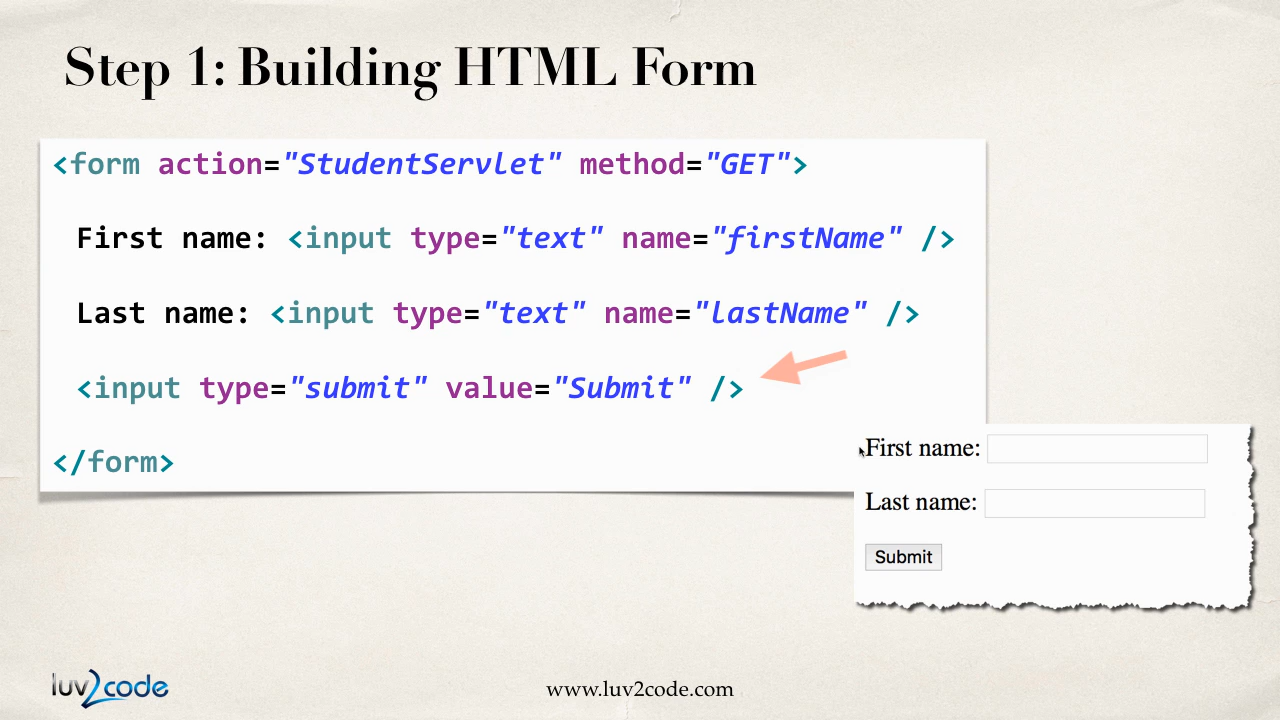 Step 1: Building HTML Form
<form action="StudentServlet" method="GET">
First name: <input type="text" name="firstName" />
Last name: <input type="text" name="lastName" />
<input type="submit" value="Submit" />
</form>
First name:
Last name:
Submit
luv2code
www.luv2code.com